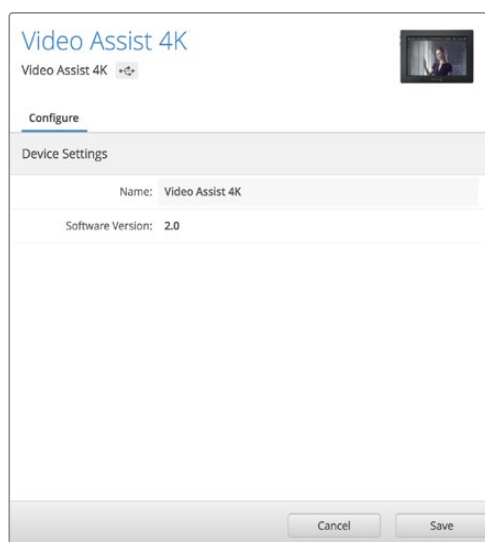 Video Assist 4K
Video Assist 4K
Configure
Device Settings
Name: Video Assist 4K
Software Version: 2.0
Cancel Save